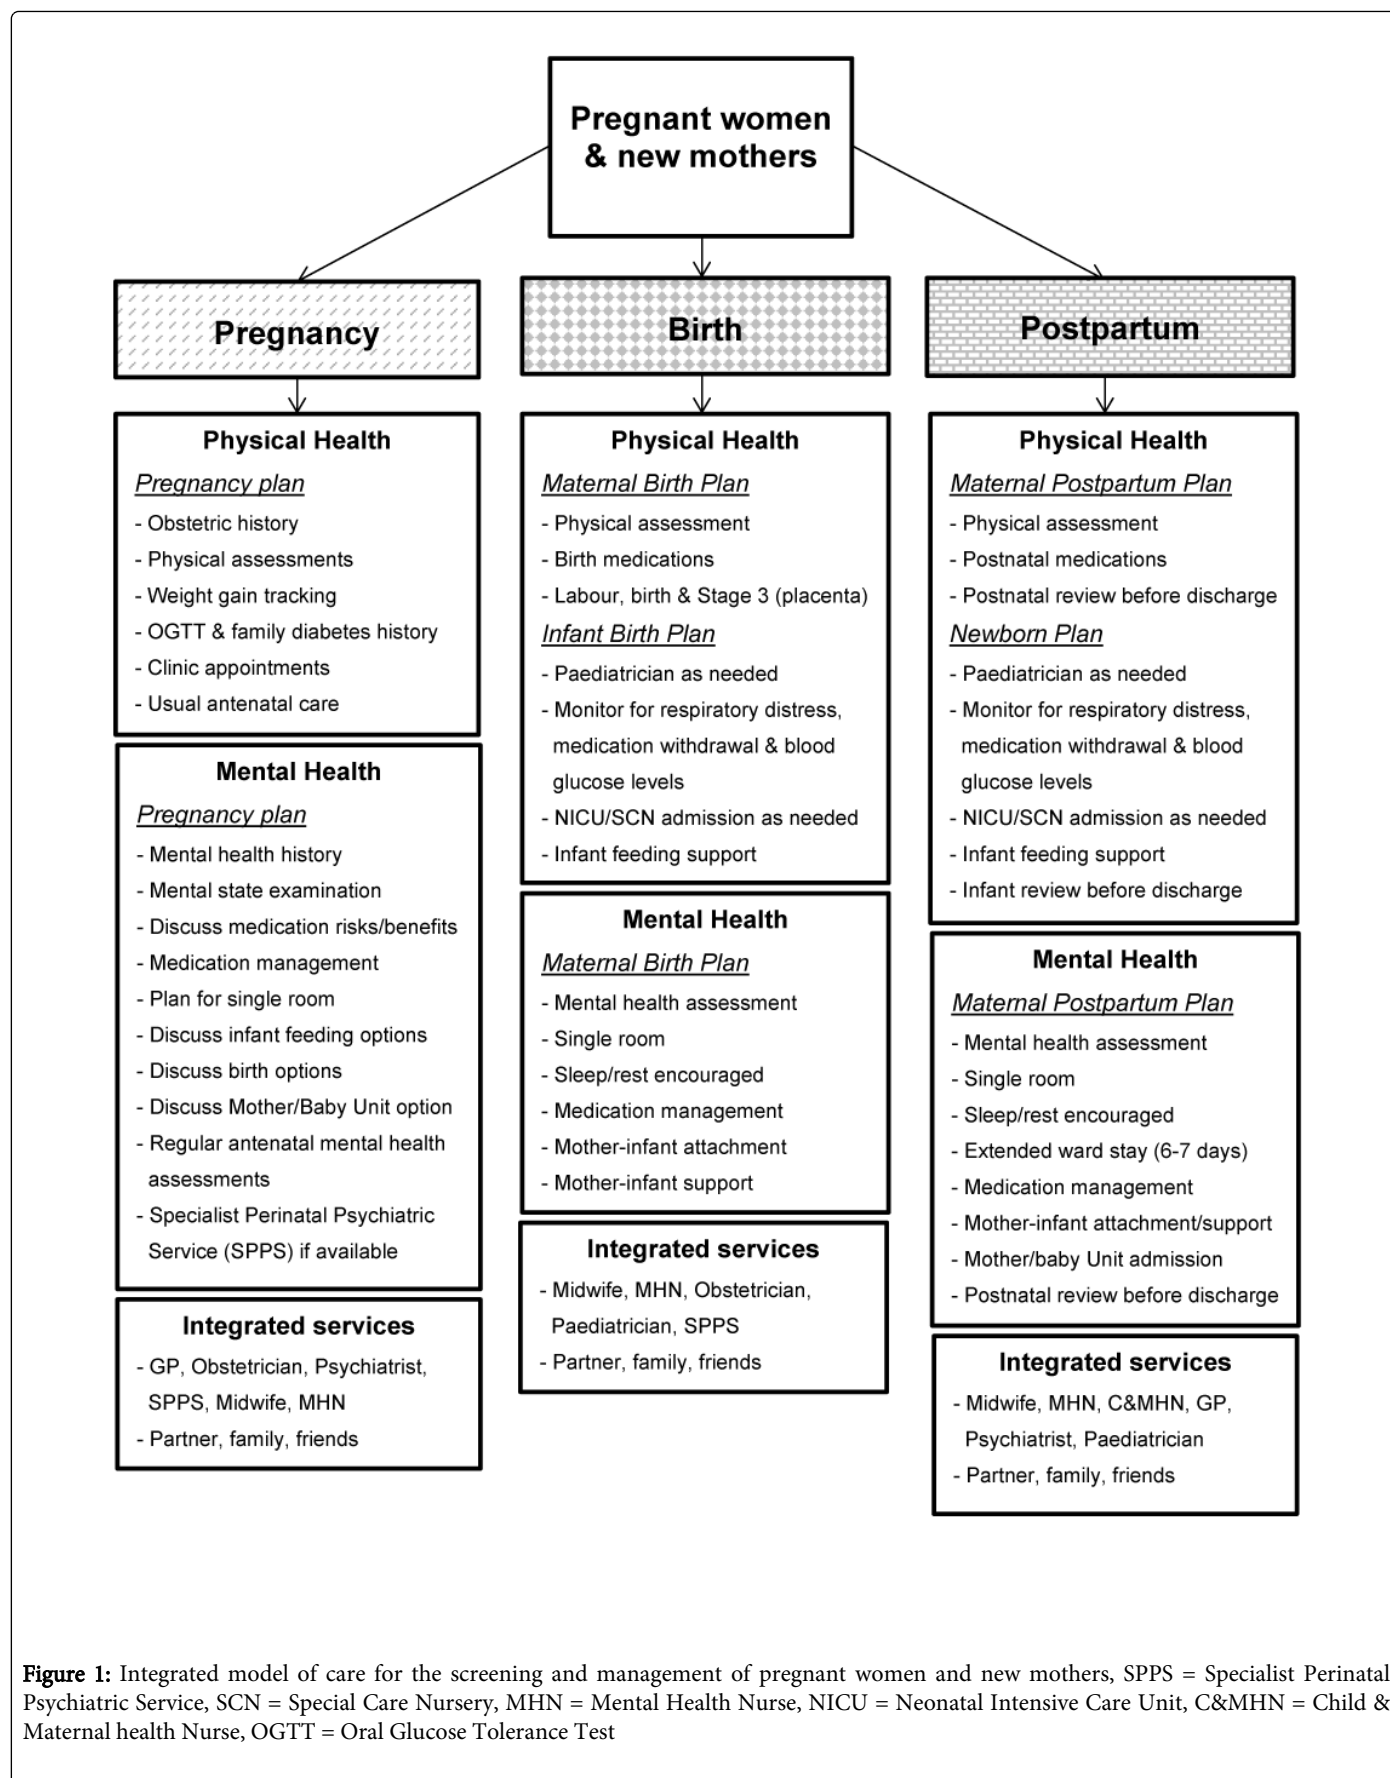 Pregnant women
& new mothers
Pregnancy
Physical Health
Pregnancy plan
- Obstetric history
- Physical assessments
- Weight gain tracking
- OGTT & family diabetes history
- Clinic appointments
- Usual antenatal care
Mental Health
Pregnancy plan
- Mental health history
- Mental state examination
- Discuss medication risks/benefits
- Medication management
- Plan for single room
- Discuss infant feeding options
- Discuss birth options
- Discuss Mother/Baby Unit option
- Regular antenatal mental health
assessments
- Specialist Perinatal Psychiatric
Service (SPPS) if available
Integrated services
- GP, Obstetrician, Psychiatrist,
SPPS, Midwife, MHN
- Partner, family, friends
Birth
Physical Health
Maternal Birth Plan
- Physical assessment
- Birth medications
- Labour, birth & Stage 3 (placenta)
Infant Birth Plan
- Paediatrician as needed
- Monitor for respiratory distress,
medication withdrawal & blood
glucose levels
- NICU/SCN admission as needed
- Infant feeding support
Mental Health
Maternal Birth Plan
- Mental health assessment
- Single room
- Sleep/rest encouraged
- Medication management
- Mother-infant attachment
- Mother-infant support
Integrated services
- Midwife, MHN, Obstetrician,
Paediatrician, SPPS
- Partner, family, friends
Postpartum
Physical Health
Maternal Postpartum Plan
- Physical assessment
- Postnatal medications
- Postnatal review before discharge
Newborn Plan
- Paediatrician as needed
- Monitor for respiratory distress,
medication withdrawal & blood
glucose levels
- NICU/SCN admission as needed
- Infant feeding support
- Infant review before discharge
Mental Health
Maternal Postpartum Plan
- Mental health assessment
- Single room
- Sleep/rest encouraged
- Extended ward stay (6-7 days)
- Medication management
- Mother-infant attachment/support
- Mother/baby Unit admission
- Postnatal review before discharge
Integrated services
- Midwife, MHN, C&MHN, GP,
Psychiatrist, Paediatrician
- Partner, family, friends
Figure 1: Integrated model of care for the screening and management of pregnant women and new mothers, SPPS = Specialist Perinatal
Psychiatric Service, SCN = Special Care Nursery, MHN = Mental Health Nurse, NICU = Neonatal Intensive Care Unit, C&MHN = Child &
Maternal health Nurse, OGTT = Oral Glucose Tolerance Test